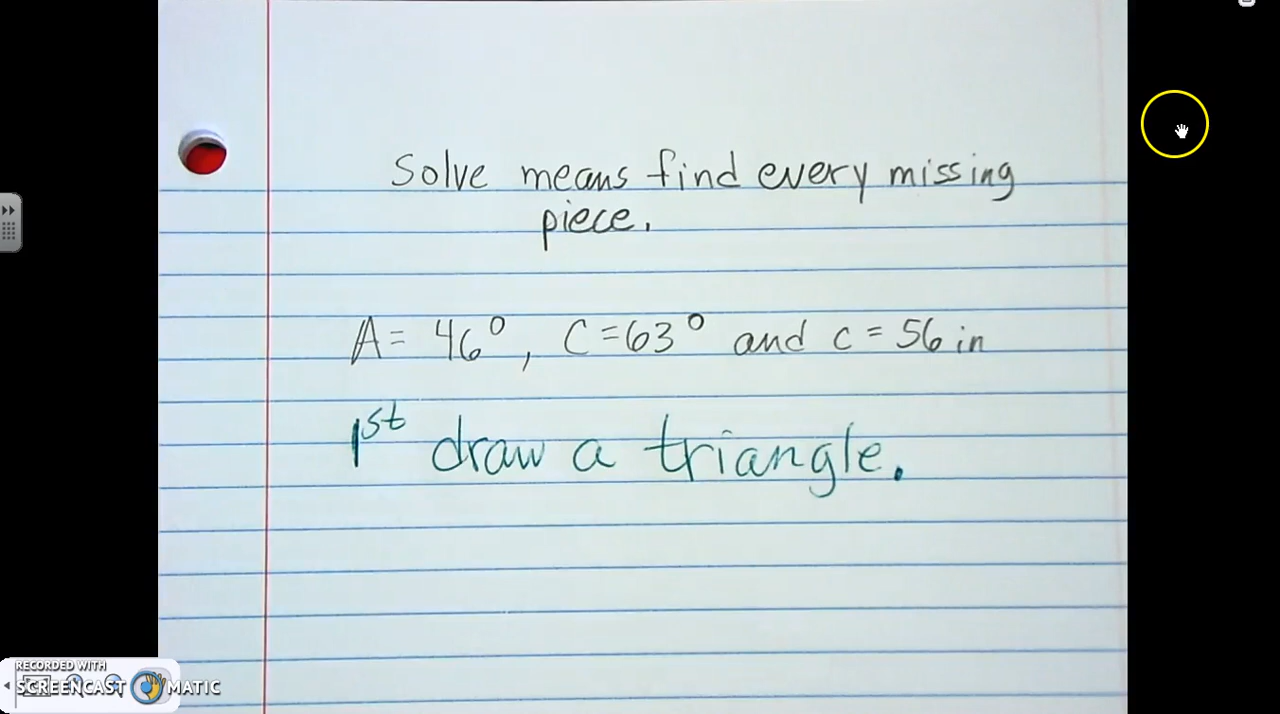 Solve means find every missing
piece.
A = 46°, C = 63° and c = 56 in
1st draw a triangle.
RECORDED WITH
SCREENCAST MATIC